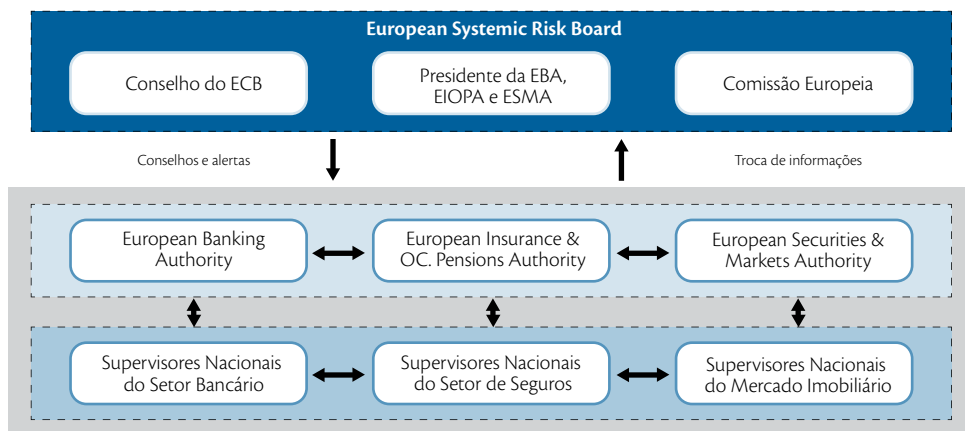 European Systemic Risk Board
Conselho do ECB
Presidente da EBA,
EIOPA e ESMA
Comissão Europeia
Conselhos e alertas
Troca de informações
European Banking
Authority
European Insurance &
OC. Pensions Authority
European Securities &
Markets Authority
Supervisores Nacionais
do Setor Bancário
Supervisores Nacionais
do Setor de Seguros
Supervisores Nacionais
do Mercado Imobiliário